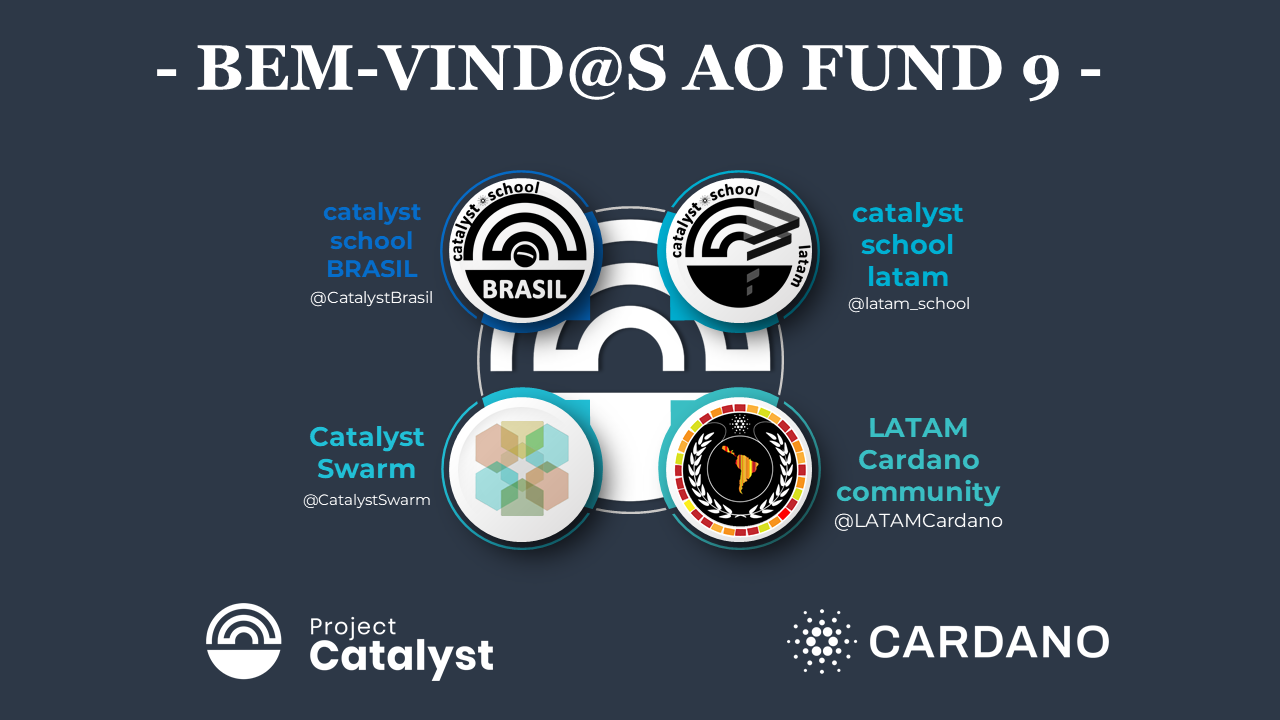 - BEM-VIND@S AO FUND 9 -
catalyst
school
BRASIL
@CatalystBrasil
catalyst school
BRASIL
catalyst school
latam
catalyst
school
latam
@latam_school
Catalyst
Swarm
@CatalystSwarm
LATAM
Cardano
community
@LATAMCardano
Project
Catalyst
CARDANO